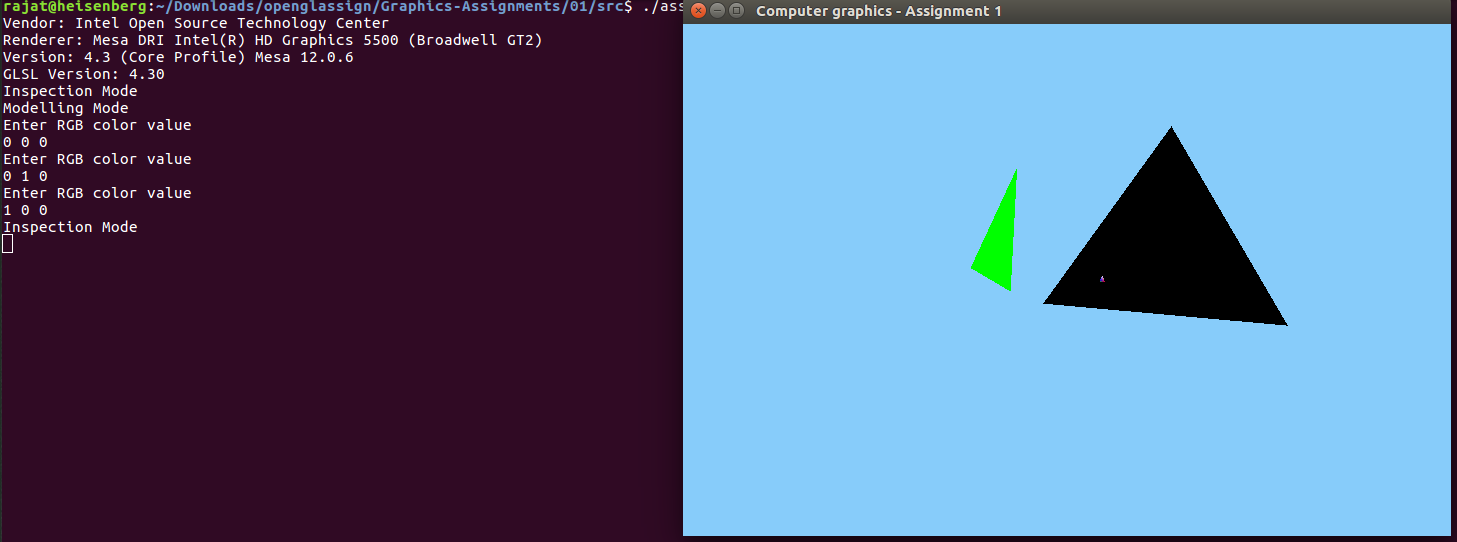 rajat@heisenberg:~/Downloads/openglassign/Graphics-Assignments/01/src$ ./ass
Vendor: Intel Open Source Technology Center
Renderer: Mesa DRI Intel(R) HD Graphics 5500 (Broadwell GT2)
Version: 4.3 (Core Profile) Mesa 12.0.6
GLSL Version: 4.30
Inspection Mode
Modelling Mode
Enter RGB color value
0 0 0
Enter RGB color value
0 1 0
Enter RGB color value
1 0 0
Inspection Mode
Computer graphics - Assignment 1